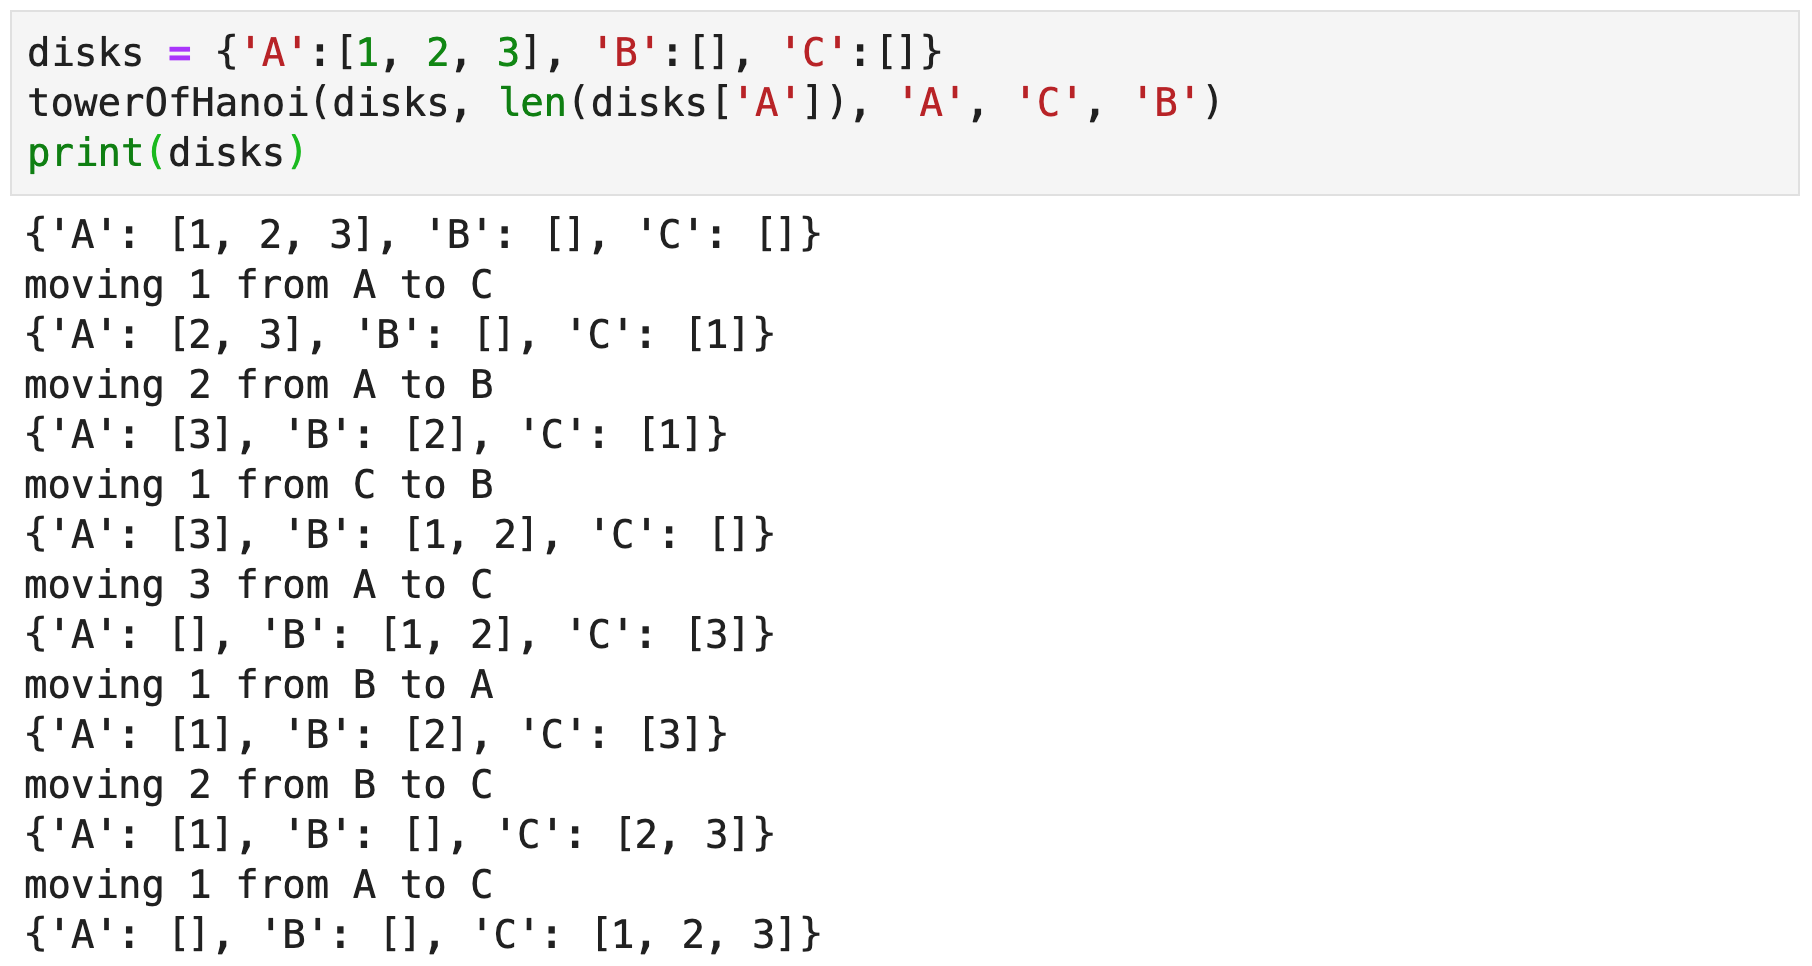 disks = {'A':[1, 2, 3], 'B':[], 'C':[]}
towerOfHanoi(disks, len(disks['A']), 'A', 'C', 'B')
print(disks)
{'A': [1, 2, 3], 'B': [], 'C': []}
moving 1 from A to C
{'A': [2, 3], 'B': [], 'C': [1]}
moving 2 from A to B
{'A': [3], 'B': [2], 'C': [1]}
moving 1 from C to B
{'A': [3], 'B': [1, 2], 'C': []}
moving 3 from A to C
{'A': [], 'B': [1, 2], 'C': [3]}
moving 1 from B to A
{'A': [1], 'B': [2], 'C': [3]}
moving 2 from B to C
{'A': [1], 'B': [], 'C': [2, 3]}
moving 1 from A to C
{'A': [], 'B': [], 'C': [1, 2, 3]}